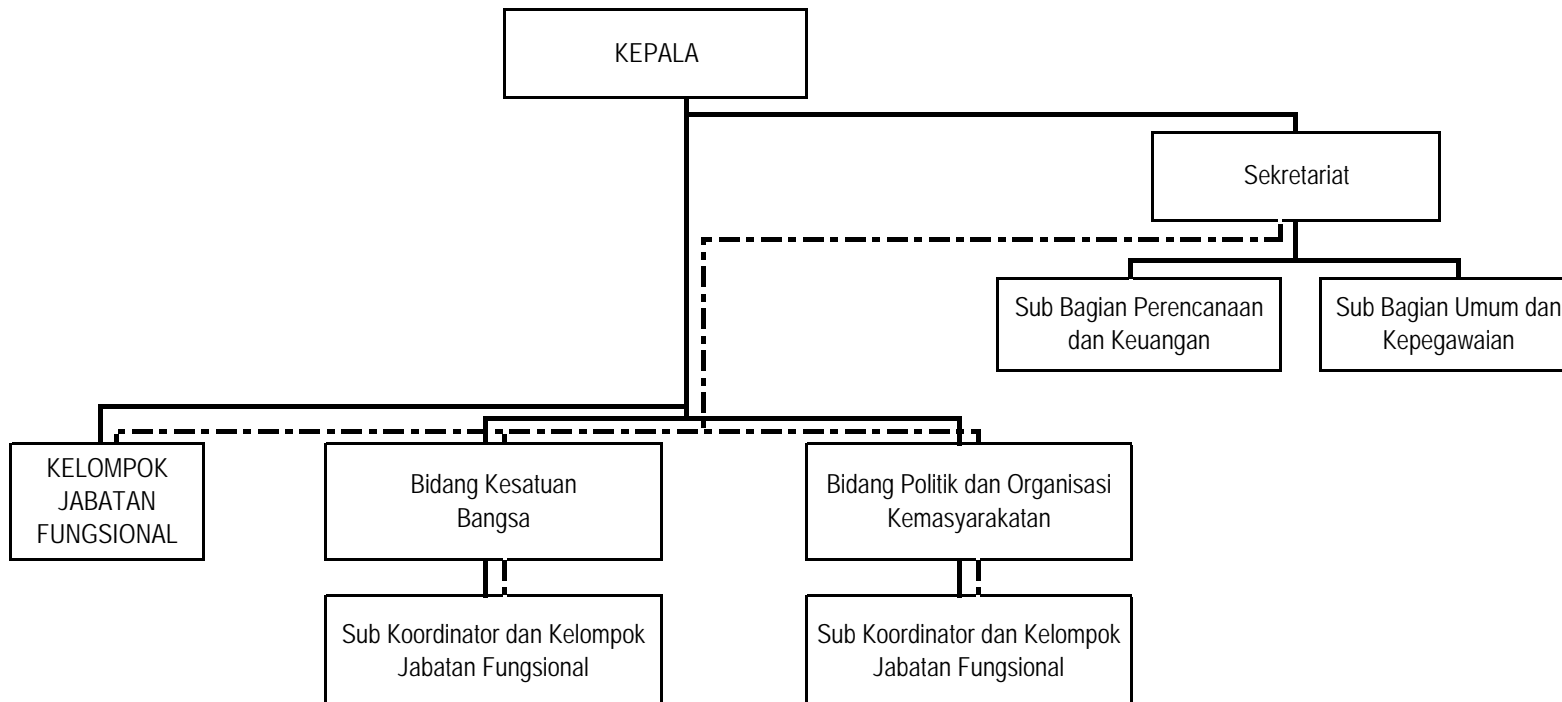 KEPALA
Sekretariat
Sub Bagian Perencanaan
dan Keuangan
Sub Bagian Umum dan
Kepegawaian
KELOMPOK
JABATAN
FUNGSIONAL
Bidang Kesatuan
Bangsa
Bidang Politik dan Organisasi
Kemasyarakatan
Sub Koordinator dan Kelompok
Jabatan Fungsional
Sub Koordinator dan Kelompok
Jabatan Fungsional